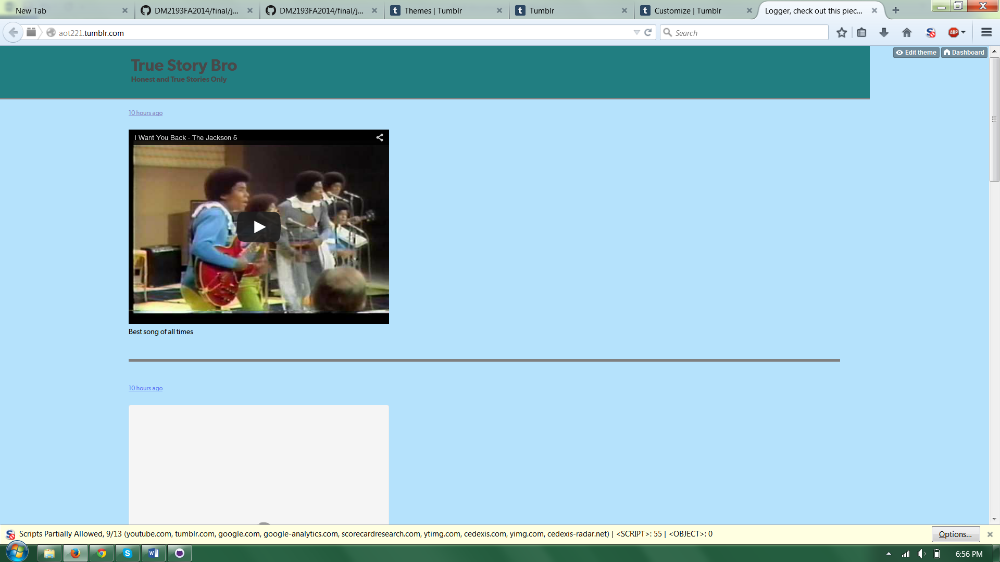 New Tab
DM2193FA2014/final/j...
DM2193FA2014/final/j...
Themes | Tumblr
Tumblr
Customize | Tumblr
Logger, check out this piec...
aot221.tumblr.com
Search
ABP
Edit theme
Dashboard
True Story Bro
Honest and True Stories Only
10 hours ago
I Want You Back - The Jackson 5
Best song of all times
10 hours ago
Scripts Partially Allowed, 9/13 (youtube.com, tumblr.com, google.com, google-analytics.com, scorecardresearch.com, ytimg.com, cedexis.com, yimg.com, cedexis-radar.net) | <SCRIPT>: 55 | <OBJECT>: 0
Options...
6:56 PM